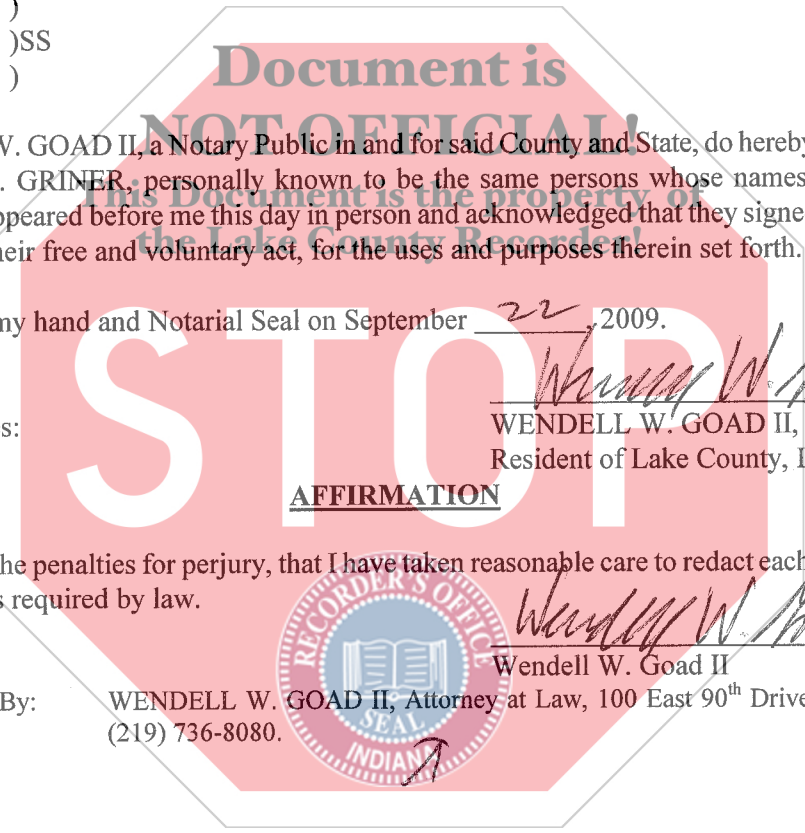 )
)SS
)
Document is
NOT OFFICIAL!
W. GOAD II, a Notary Public in and for said County and State, do hereby
. GRINER, personally known to be the same persons whose names
This Document is the property of
ppeared before me this day in person and acknowledged that they signe
the Lake County Recorder!
heir free and voluntary act, for the uses and purposes therein set forth.
my hand and Notarial Seal on September 22, 2009.
STOP
s:
WENDELL W. GOAD II,
Resident of Lake County, I
AFFIRMATION
he penalties for perjury, that I have taken reasonable care to redact each
s required by law.
Wendell W. Goad II
By: WENDELL W. GOAD II, Attorney at Law, 100 East 90th Drive
(219) 736-8080.
RECORDER'S OFFICE
SEAL
INDIANA